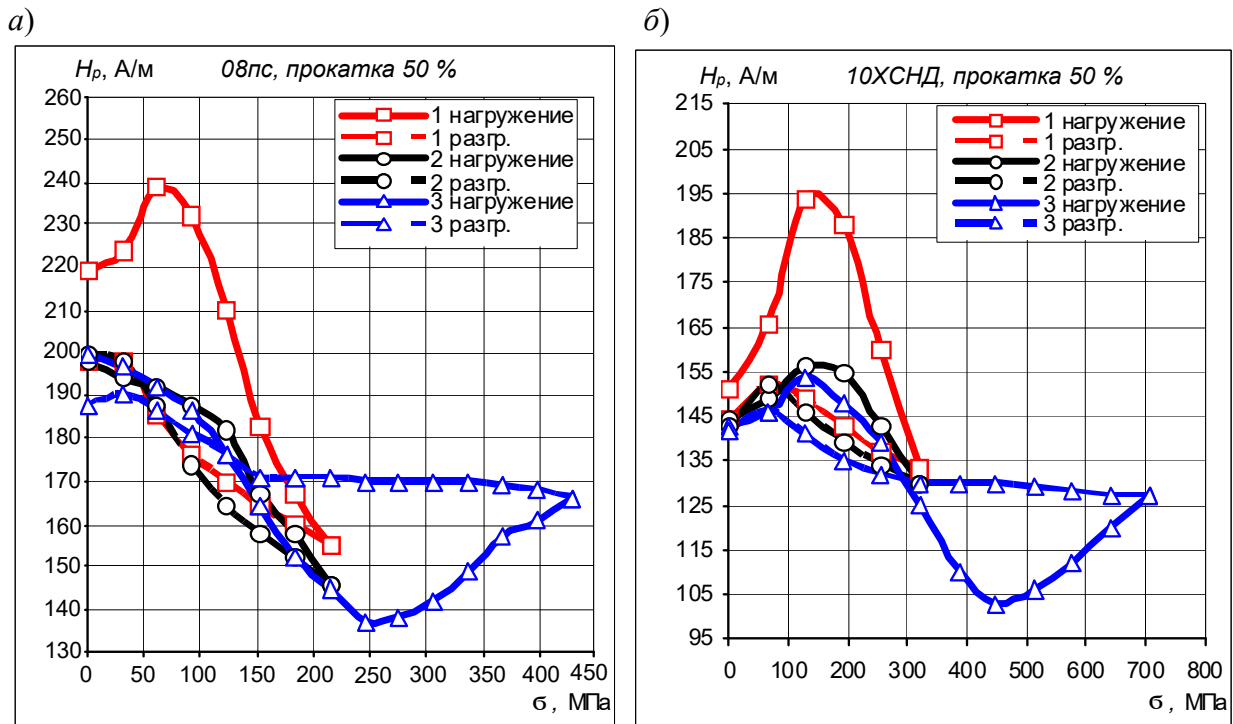 а)
Hр, А/м 08пс, прокатка 50 %
260
250
240
230
220
210
200
190
180
170
160
150
140
130
1 нагружение
1 разгр.
2 нагружение
2 разгр.
3 нагружение
3 разгр.
0 50 100 150 200 250 300 350 400 450
σ, МПа
б)
Hр, А/м 10ХСНД, прокатка 50 %
215
205
195
185
175
165
155
145
135
125
115
105
95
1 нагружение
1 разгр.
2 нагружение
2 разгр.
3 нагружение
3 разгр.
0 100 200 300 400 500 600 700 800
σ, МПа